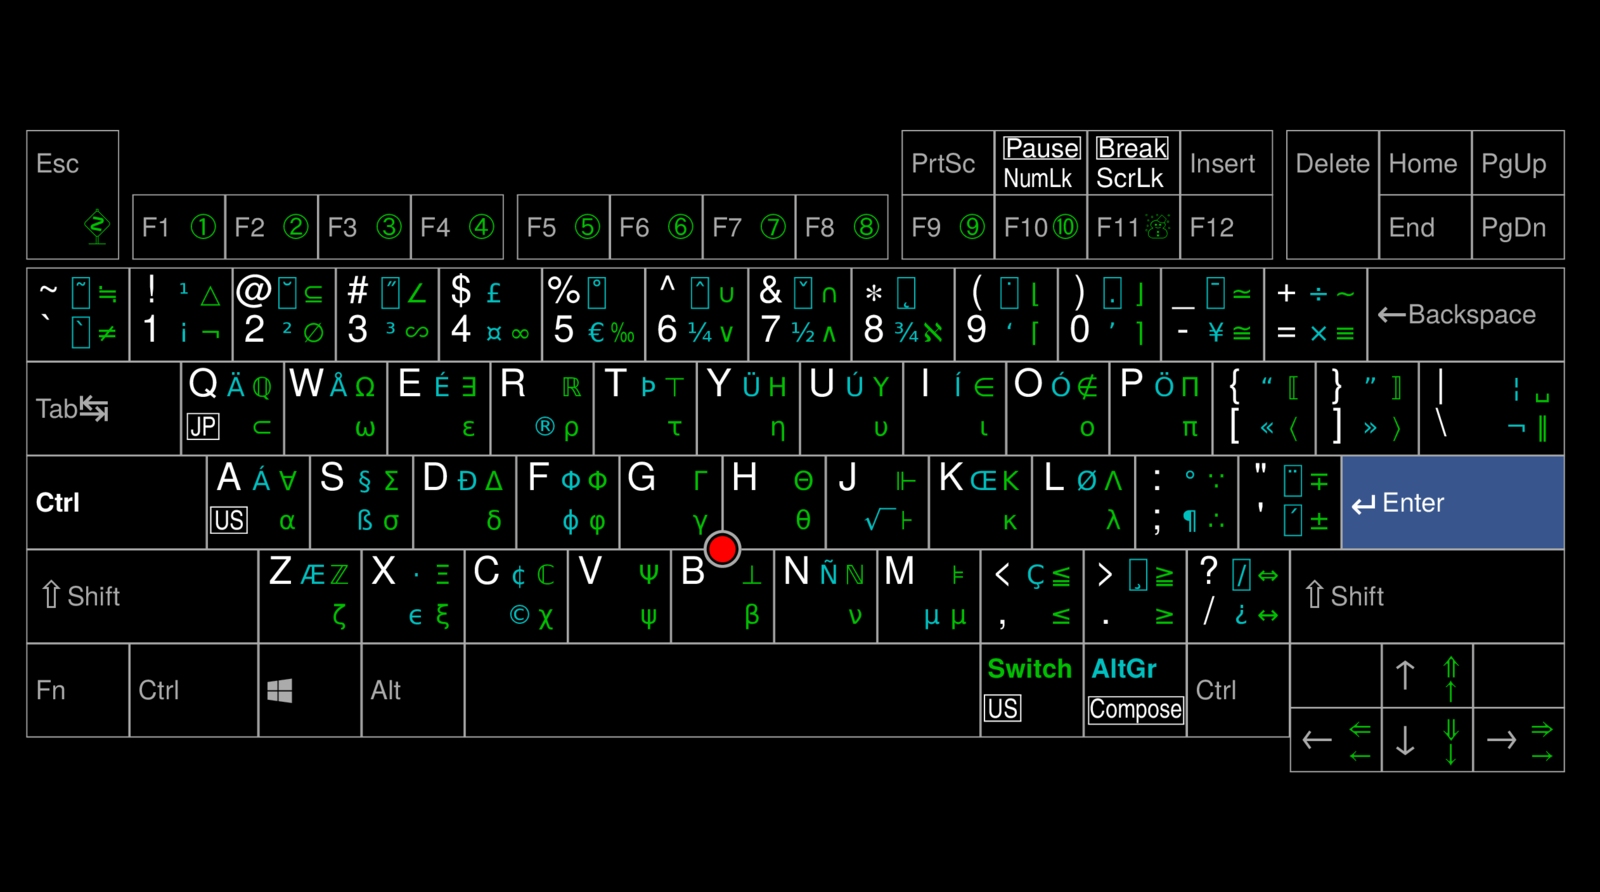 Esc PrtSc Pause NumLk Break ScrLk Insert Delete Home PgUp
F1 ① F2 ② F3 ③ F4 ④ F5 ⑤ F6 ⑥ F7 ⑦ F8 ⑧ F9 ⑨ F10 ⑩ F11 ☃ F12 End PgDn
~ ˜ ≒ ! ¹ △ @ ˘ ⊆ # ˝ ∠ $ £ % ˚ ^ ˆ ∪ & ˇ ∩ * ˛ ( ˙ ⌊ ) . ⌋ _ ¯ ≃ + ÷ ∼ ←Backspace
` ` ≠ 1 ¡ ¬ 2 ² ∅ 3 ³ ∽ 4 ¤ ∞ 5 € ‰ 6 ¼ ∨ 7 ½ ∧ 8 ¾ ℵ 9 ‘ ⌈ 0 ’ ⌉ - ¥ ≅ = × ≡
Tab Q Ä ℚ W Å Ω E É ∃ R ℝ T Þ ⊤ Y Ü Η U Ú Υ I Í ∈ O Ó ∉ P Ö Π { “ ⟦ } ” ⟧ | ¦ ␣
JP ⊂ ω ε ® ρ τ η υ ι ο π [ « 〈 ] » 〉 \ ¬ ∥
Ctrl A Á ∀ S § Σ D Ð Δ F Φ Φ G Γ H Θ J ⊩ K Œ Κ L Ø Λ : ° ∵ " ¨ ∓ ↵ Enter
US α ß σ δ ϕ φ γ θ √ ⊦ κ λ ; ¶ ∴ ' ´ ±
⇧ Shift Z Æ ℤ X · Ξ C ¢ ℂ V Ψ B ⊥ N Ñ ℕ M ⊧ < Ç ≦ > ¸ ≧ ? / ⇔ ⇧ Shift
ζ ϵ ξ © χ ψ β ν µ μ , ≤ . ≥ / ¿ ⇔
Fn Ctrl Alt Switch AltGr Ctrl ↑ ⇑
US Compose ↑
← ⇐ ↓ ⇓ → ⇒
← ↓ →